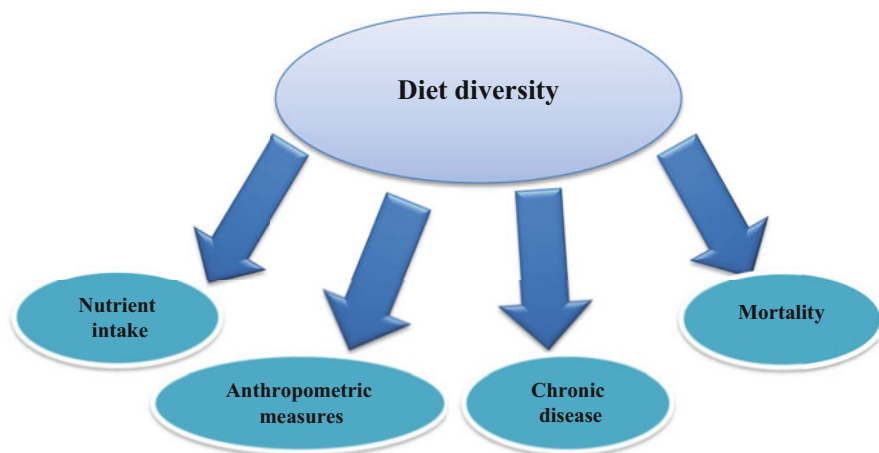 Diet diversity
Nutrient
intake
Anthropometric
measures
Chronic
disease
Mortality